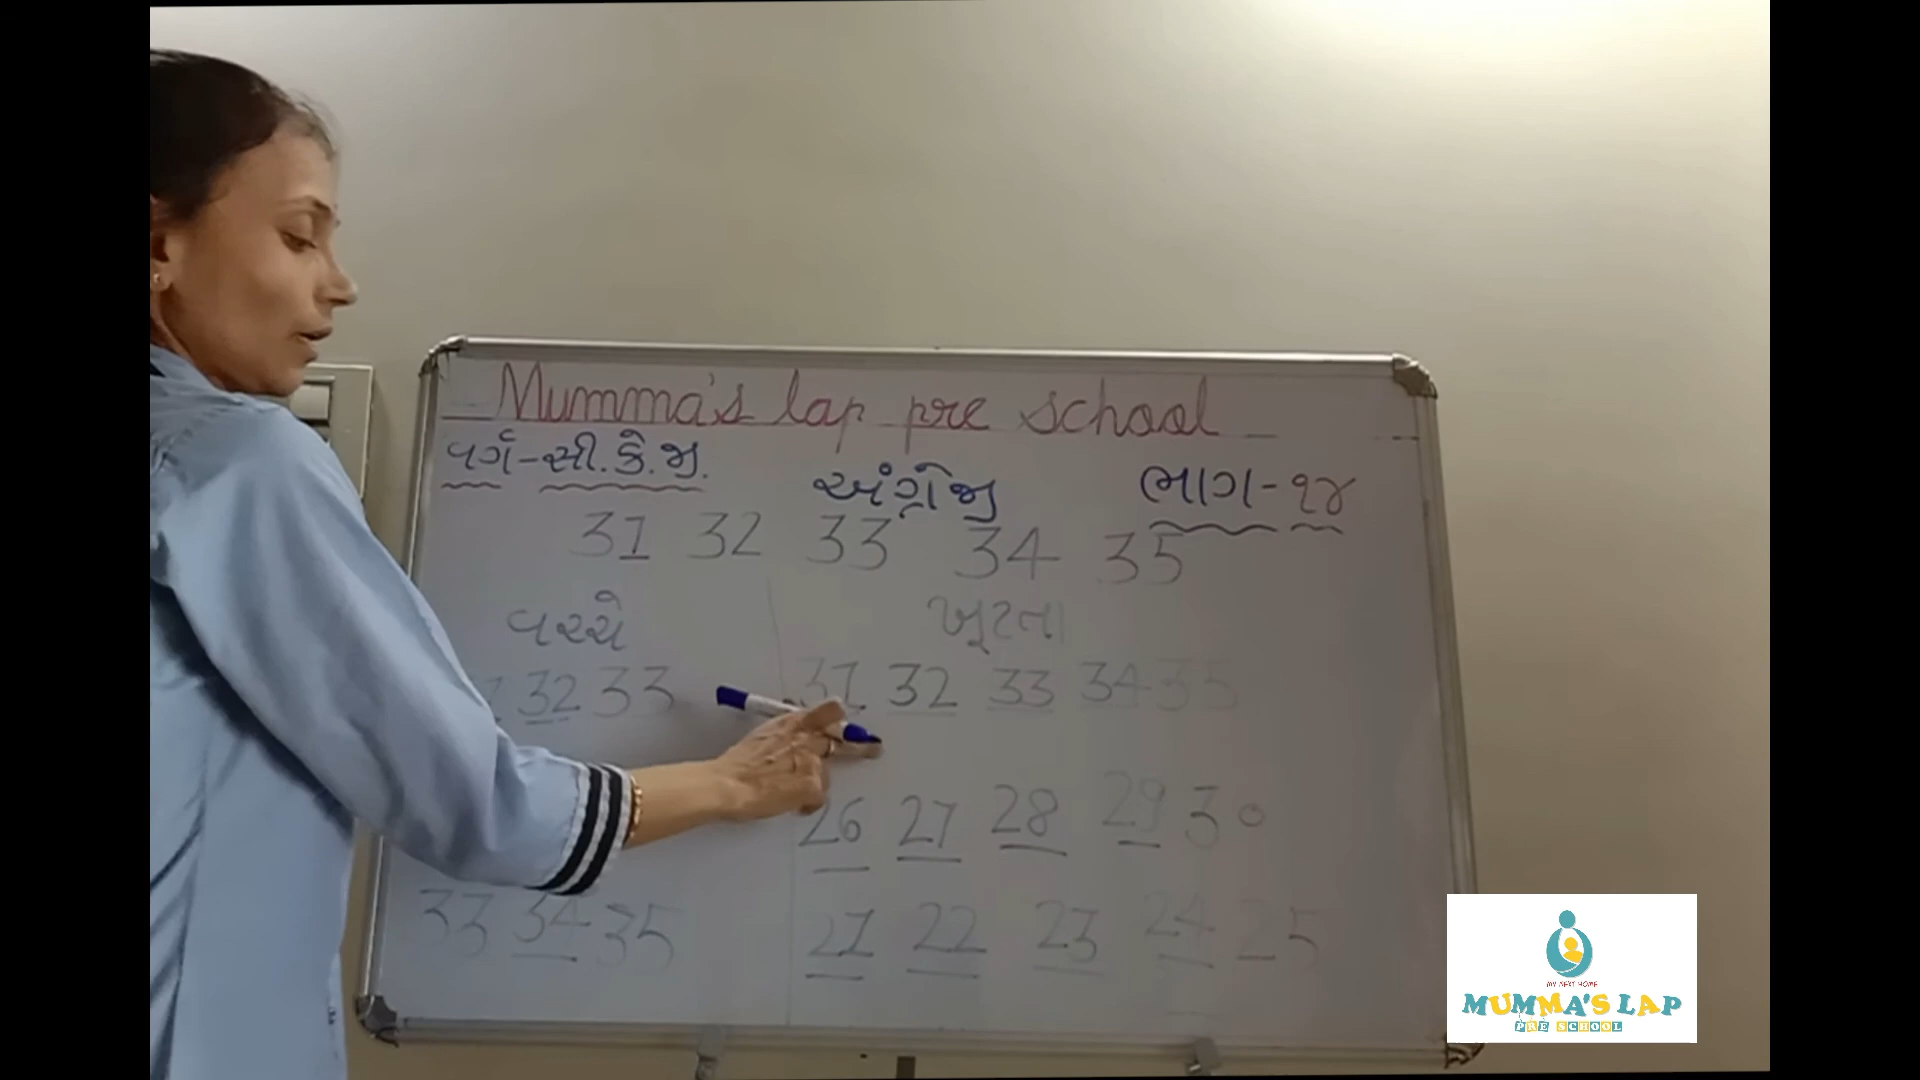 Mumma's lap pre school
વર્ગ-સી.કે.જી.
અંગ્રેજી
ભાગ-૧૪
31 32 33 34 35
વચ્ચે
ખૂટતા
32 33
31 32 33 34 35
26 27 28 29 30
33 34 35
21 22 23 24 25
MY NEXT HOME
MUMMA'S LAP
PRE SCHOOL